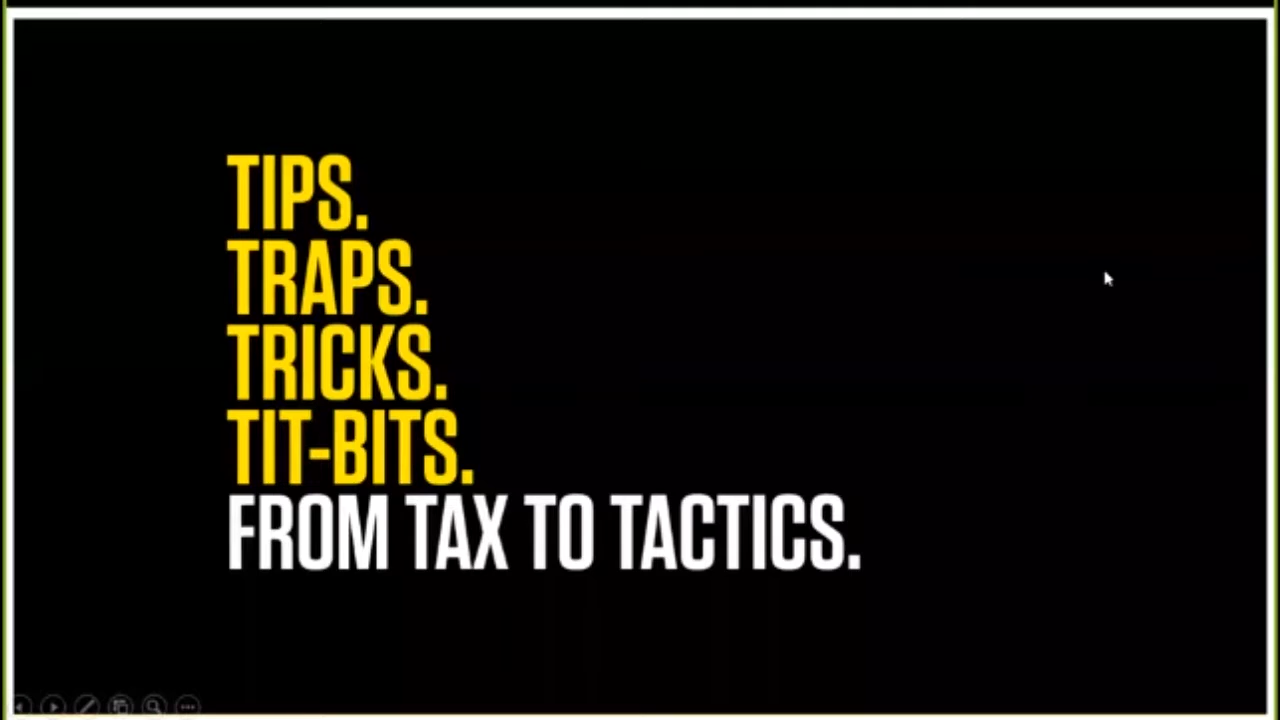 TIPS.
TRAPS.
TRICKS.
TIT-BITS.
FROM TAX TO TACTICS.